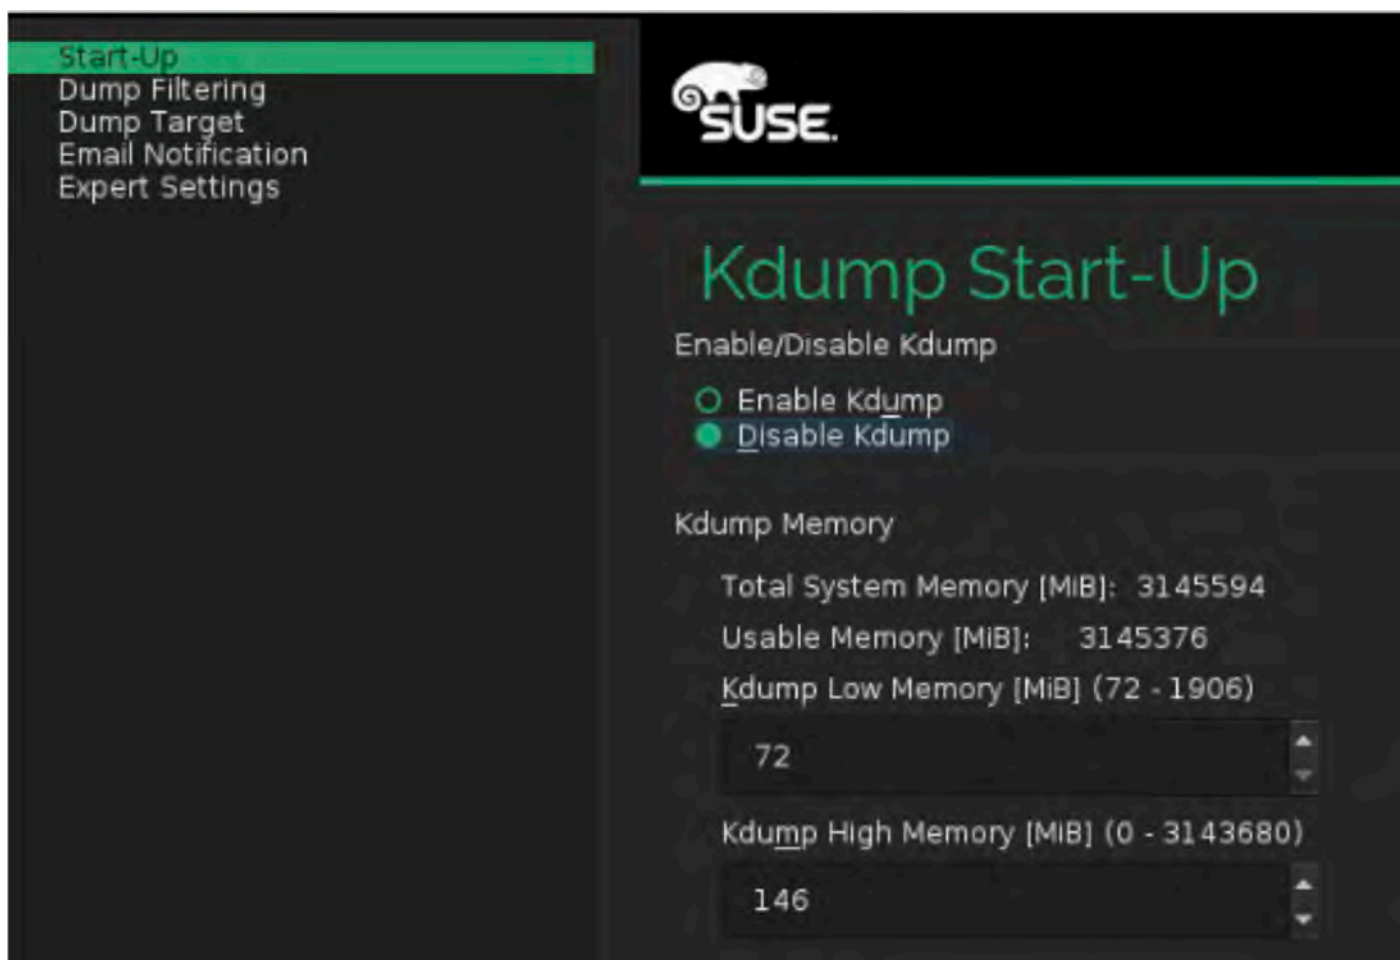 Start-Up
Dump Filtering
Dump Target
Email Notification
Expert Settings
SUSE.
Kdump Start-Up
Enable/Disable Kdump
Enable Kdump
Disable Kdump
Kdump Memory
Total System Memory [MiB]: 3145594
Usable Memory [MiB]: 3145376
Kdump Low Memory [MiB] (72 - 1906)
72
Kdump High Memory [MiB] (0 - 3143680)
146